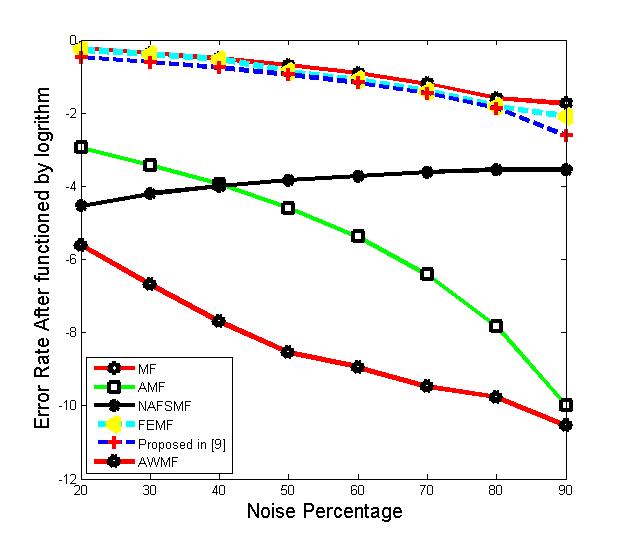 Error Rate After functioned by logrithm
0
-2
-4
-6
-8
-10
-12
MF
AMF
NAFSMF
FEMF
Proposed in [9]
AWMF
20 30 40 50 60 70 80 90
Noise Percentage